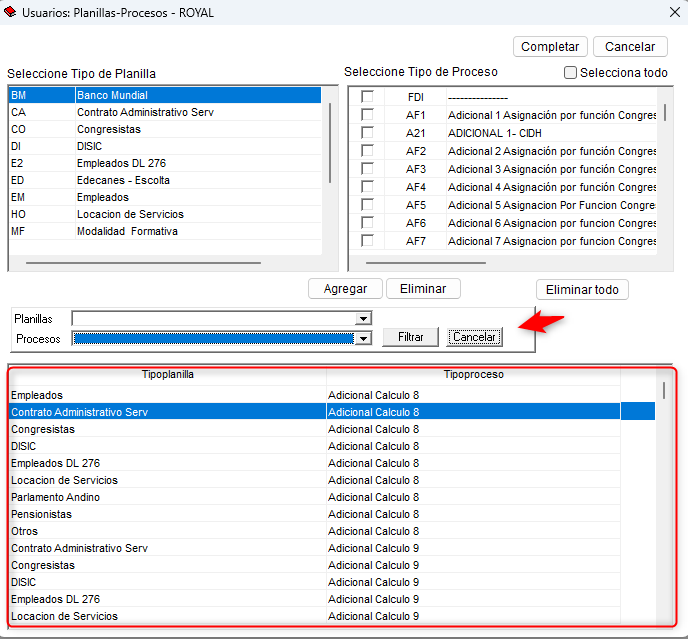 Usuarios: Planillas-Procesos - ROYAL
Completar Cancelar
Seleccione Tipo de Planilla
Seleccione Tipo de Proceso
Selecciona todo
BM Banco Mundial
CA Contrato Administrativo Serv
CO Congresistas
DI DISIC
E2 Empleados DL 276
ED Edecanes - Escolta
EM Empleados
HO Locacion de Servicios
MF Modalidad Formativa
FDI ---------------
AF1 Adicional 1 Asignación por función Congres
A21 ADICIONAL 1- CIDH
AF2 Adicional 2 Asignación por función Congres
AF3 Adicional 3 Asignación por función Congres
AF4 Adicional 4 Asignación por función Congres
AF5 Adicional 5 Asignacion Por Funcion Congres
AF6 Adicional 6 Asignacion por funcion Congres
AF7 Adicional 7 Asignacion por funcion Congres
Agregar Eliminar Eliminar todo
Planillas
Procesos Filtrar Cancelar
Tipoplanilla Tipoproceso
Empleados Adicional Calculo 8
Contrato Administrativo Serv Adicional Calculo 8
Congresistas Adicional Calculo 8
DISIC Adicional Calculo 8
Empleados DL 276 Adicional Calculo 8
Locacion de Servicios Adicional Calculo 8
Parlamento Andino Adicional Calculo 8
Pensionistas Adicional Calculo 8
Otros Adicional Calculo 8
Contrato Administrativo Serv Adicional Calculo 9
Congresistas Adicional Calculo 9
DISIC Adicional Calculo 9
Empleados DL 276 Adicional Calculo 9
Locacion de Servicios Adicional Calculo 9